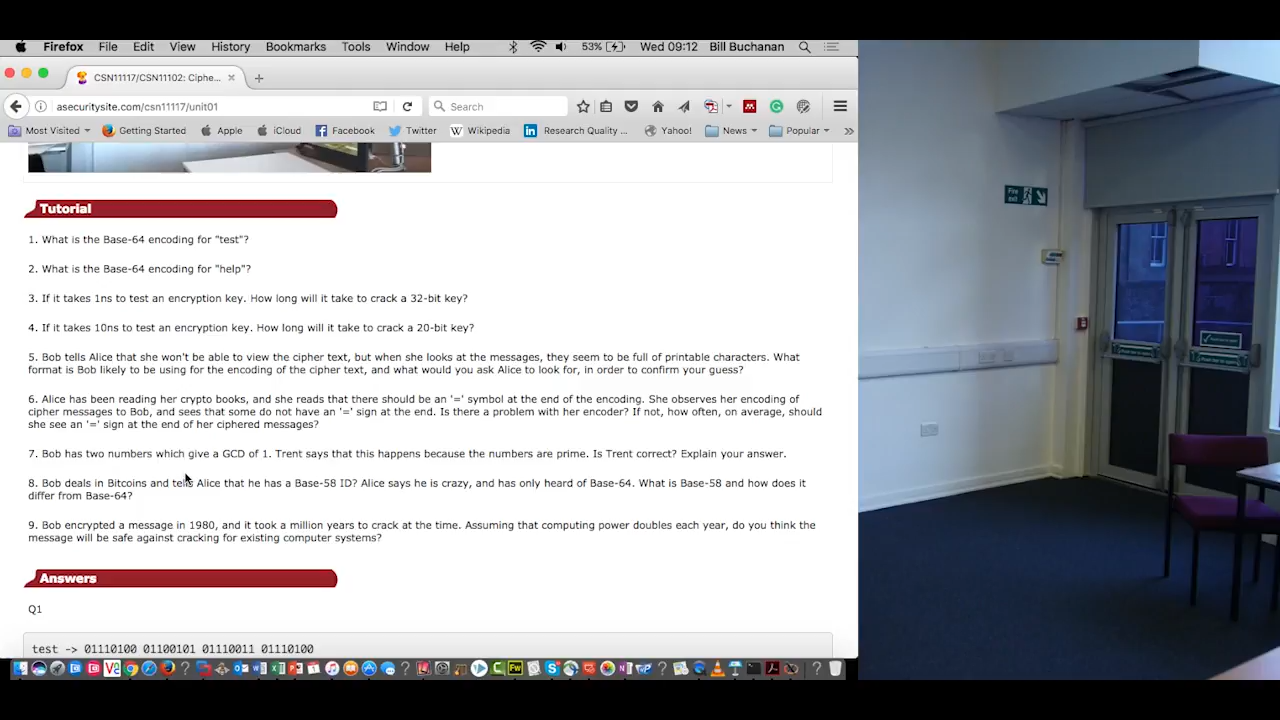 Firefox File Edit View History Bookmarks Tools Window Help 53% Wed 09:12 Bill Buchanan
CSN11117/CSN11102: Ciphe...
asecuritysite.com/csn11117/unit01 Search
Most Visited Getting Started Apple iCloud Facebook Twitter Wikipedia Research Quality ... Yahoo! News Popular
Tutorial
1. What is the Base-64 encoding for "test"?
2. What is the Base-64 encoding for "help"?
3. If it takes 1ns to test an encryption key. How long will it take to crack a 32-bit key?
4. If it takes 10ns to test an encryption key. How long will it take to crack a 20-bit key?
5. Bob tells Alice that she won't be able to view the cipher text, but when she looks at the messages, they seem to be full of printable characters. What
format is Bob likely to be using for the encoding of the cipher text, and what would you ask Alice to look for, in order to confirm your guess?
6. Alice has been reading her crypto books, and she reads that there should be an '=' symbol at the end of the encoding. She observes her encoding of
cipher messages to Bob, and sees that some do not have an '=' sign at the end. Is there a problem with her encoder? If not, how often, on average, should
she see an '=' sign at the end of her ciphered messages?
7. Bob has two numbers which give a GCD of 1. Trent says that this happens because the numbers are prime. Is Trent correct? Explain your answer.
8. Bob deals in Bitcoins and tells Alice that he has a Base-58 ID? Alice says he is crazy, and has only heard of Base-64. What is Base-58 and how does it
differ from Base-64?
9. Bob encrypted a message in 1980, and it took a million years to crack at the time. Assuming that computing power doubles each year, do you think the
message will be safe against cracking for existing computer systems?
Answers
Q1
test -> 01110100 01100101 01110011 01110100
Fire
exit